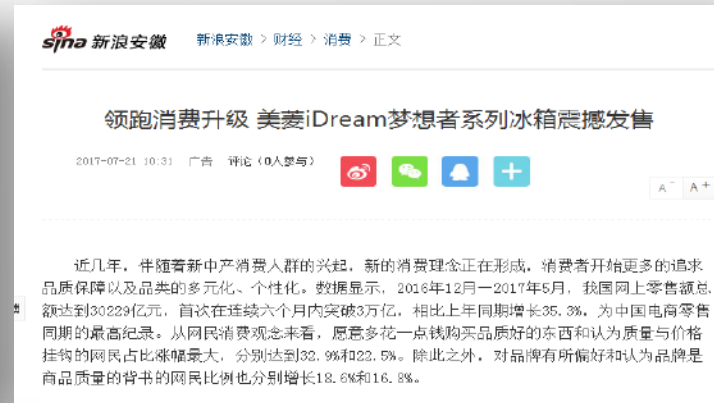 sina 新浪安徽 新浪安徽 > 财经 > 消费 > 正文
领跑消费升级 美菱iDream梦想者系列冰箱震撼发售
2017-07-21 10:31 广告 评论(0人参与)
A- A+
近几年，伴随着新中产消费人群的兴起，新的消费理念正在形成，消费者开始更多的追求
品质保障以及品类的多元化、个性化。数据显示，2016年12月—2017年5月，我国网上零售额总
额达到30229亿元，首次在连续六个月内突破3万亿，相比上年同期增长35.3%，为中国电商零售
同期的最高纪录。从网民消费观念来看，愿意多花一点钱购买品质好的东西和认为质量与价格
挂钩的网民占比涨幅最大，分别达到32.9%和22.5%。除此之外，对品牌有所偏好和认为品牌是
商品质量的背书的网民比例也分别增长18.6%和16.8%。